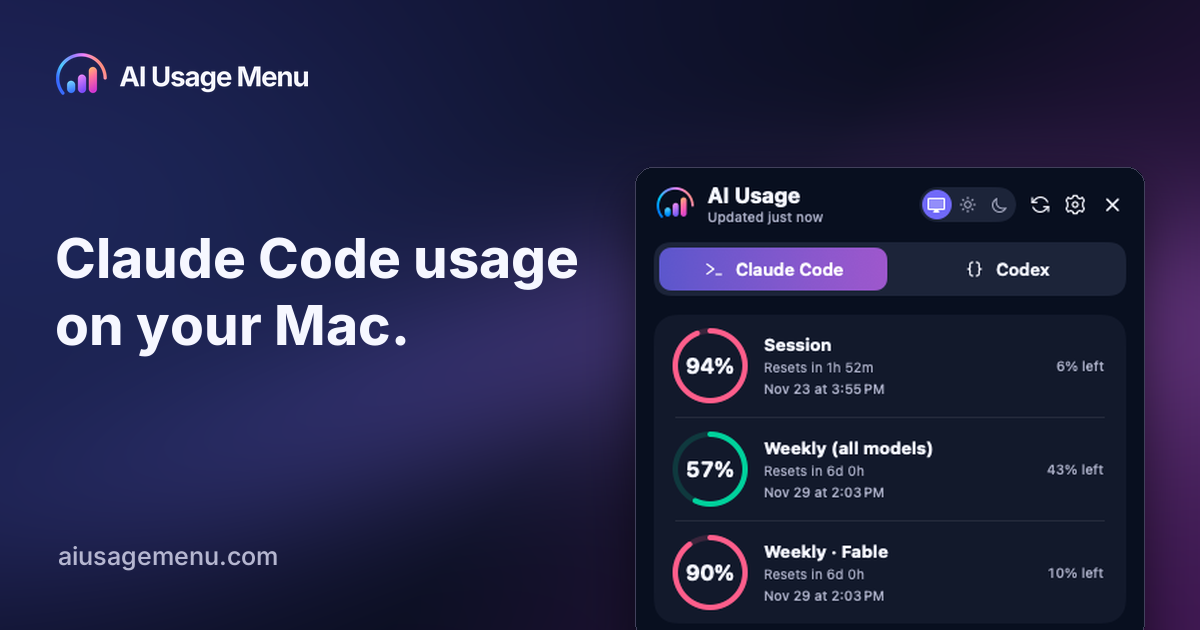 AI Usage Menu
Claude Code usage
on your Mac.
aiusagemenu.com
AI Usage
Updated just now
>_ Claude Code
{} Codex
94%
Session
Resets in 1h 52m
Nov 23 at 3:55 PM
6% left
57%
Weekly (all models)
Resets in 6d 0h
Nov 29 at 2:03 PM
43% left
90%
Weekly · Fable
Resets in 6d 0h
Nov 29 at 2:03 PM
10% left